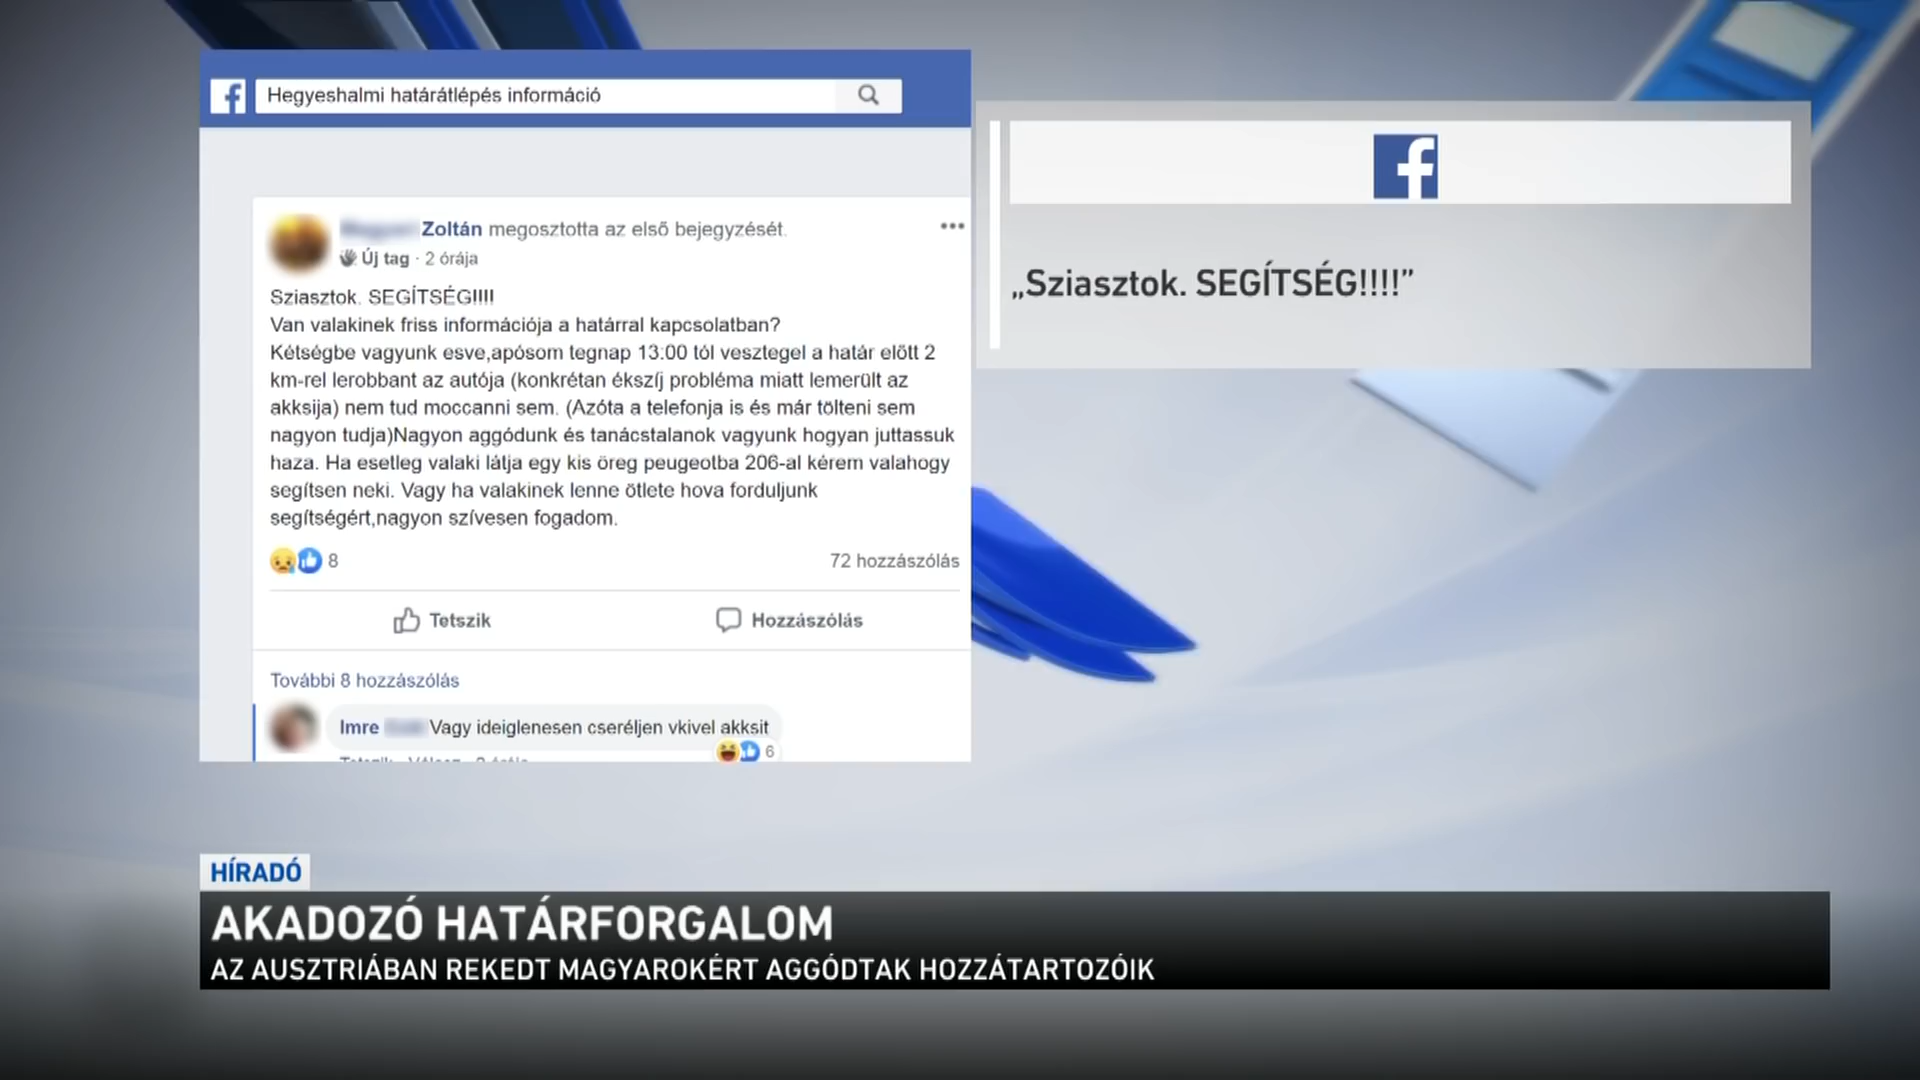 Hegyeshalmi határátlépés információ
Zoltán megosztotta az első bejegyzését.
Új tag · 2 órája
Sziasztok. SEGÍTSÉG!!!!
Van valakinek friss információja a határral kapcsolatban?
Kétségbe vagyunk esve,apósom tegnap 13:00 tól vesztegel a határ elött 2
km-rel lerobbant az autója (konkrétan ékszíj probléma miatt lemerült az
akksija) nem tud moccanni sem. (Azóta a telefonja is és már tölteni sem
nagyon tudja)Nagyon aggódunk és tanácstalanok vagyunk hogyan juttassuk
haza. Ha esetleg valaki látja egy kis öreg peugeotba 206-al kérem valahogy
segítsen neki. Vagy ha valakinek lenne ötlete hova forduljunk
segítségért,nagyon szívesen fogadom.
8
72 hozzászólás
Tetszik
Hozzászólás
További 8 hozzászólás
Imre Vagy ideiglenesen cseréljen vkivel akksit
6
„Sziasztok. SEGÍTSÉG!!!!”
HÍRADÓ
AKADOZÓ HATÁRFORGALOM
AZ AUSZTRIÁBAN REKEDT MAGYAROKÉRT AGGÓDTAK HOZZÁTARTOZÓIK